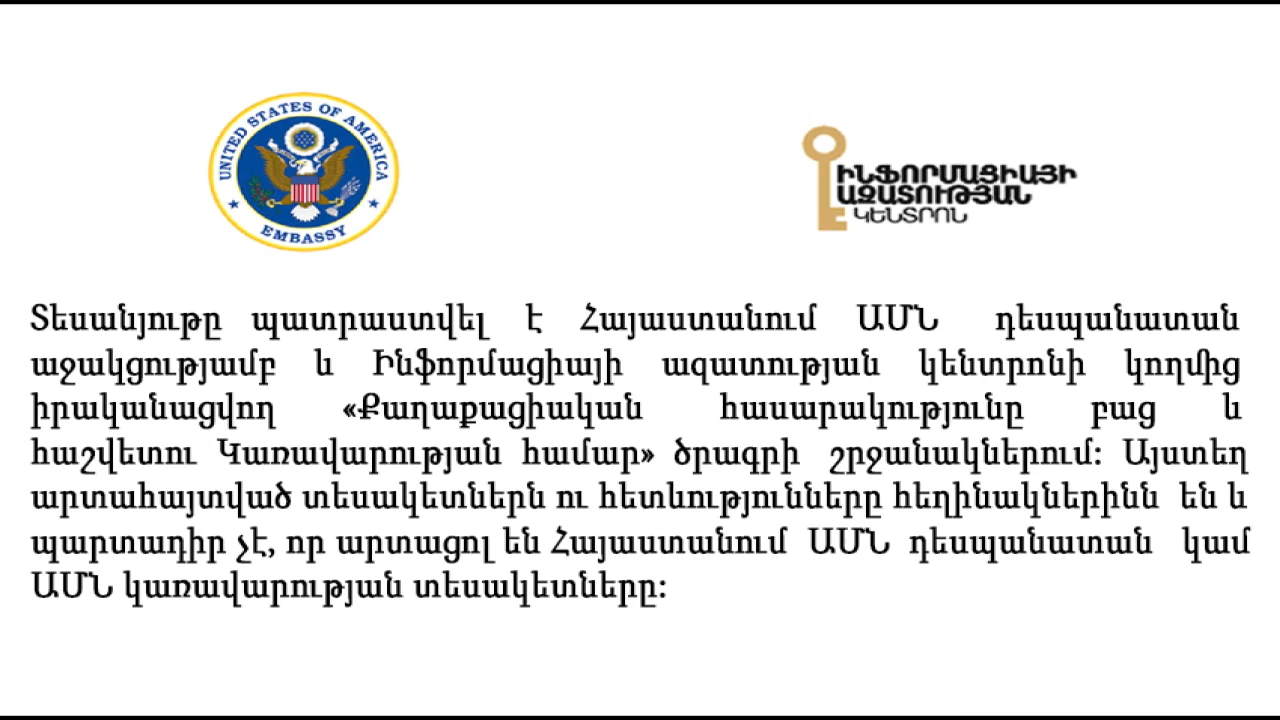 UNITED STATES OF AMERICA
EMBASSY
ԻՆՖՈՐՄԱՑԻԱՅԻ
ԱԶԱՏՈՒԹՅԱՆ
ԿԵՆՏՐՈՆ
Տեսանյութը պատրաստվել է Հայաստանում ԱՄՆ դեսպանատան
աջակցությամբ և Ինֆորմացիայի ազատության կենտրոնի կողմից
իրականացվող «Քաղաքացիական հասարակությունը բաց և
հաշվետու Կառավարության համար» ծրագրի շրջանակներում։ Այստեղ
արտահայտված տեսակետներն ու հետևությունները հեղինակներինն են և
պարտադիր չէ, որ արտացոլ են Հայաստանում ԱՄՆ դեսպանատան կամ
ԱՄՆ կառավարության տեսակետները։